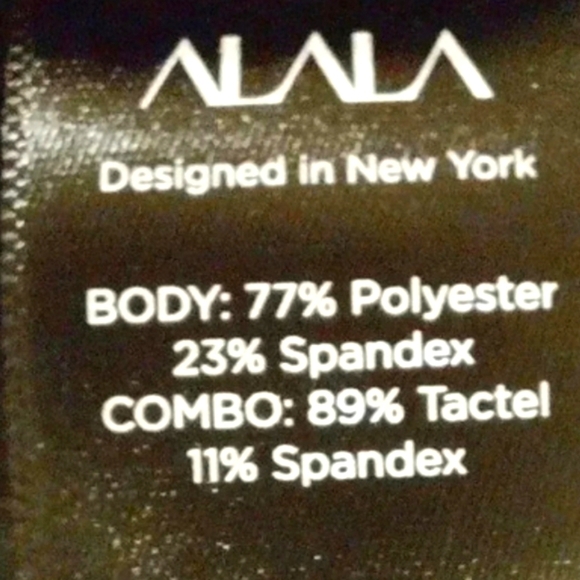 ALALA
Designed in New York
BODY: 77% Polyester
23% Spandex
COMBO: 89% Tactel
11% Spandex